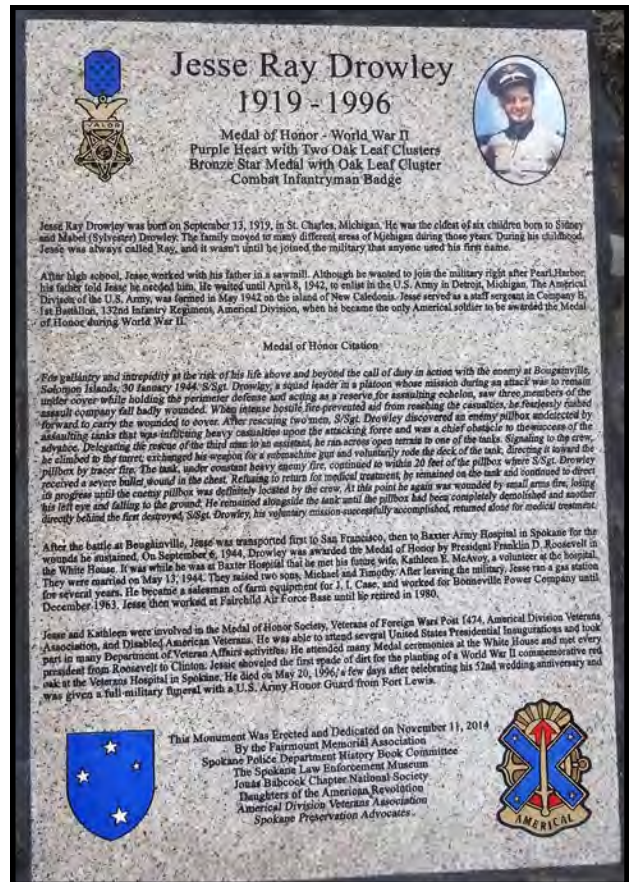 VALOR
Jesse Ray Drowley
1919 - 1996
Medal of Honor - World War II
Purple Heart with Two Oak Leaf Clusters
Bronze Star Medal with Oak Leaf Cluster
Combat Infantryman Badge
Jesse Ray Drowley was born on September 13, 1919, in St. Charles, Michigan. He was the oldest of six children born to Sidney
and Mabel (Sylvester) Drowley. The family moved to many different areas of Michigan during those years. During his childhood,
Jesse was always called Ray, and it wasn't until he joined the military that anyone used his first name.
After high school, Jesse worked with his father in a sawmill. Although he wanted to join the military right after Pearl Harbor,
his father told Jesse he needed him. He waited until April 8, 1942, to enlist in the U.S. Army in Detroit, Michigan. The Americal
Divison of the U.S. Army, was formed in May 1942 on the island of New Caledonia. Jesse served as a staff sergeant in Company B,
1st Battalion, 132nd Infantry Regiment, Americal Division, when he became the only Americal soldier to be awarded the Medal
of Honor during World War II.
Medal of Honor Citation
For gallantry and intrepidity at the risk of his life above and beyond the call of duty in action with the enemy at Bougainville,
Solomon Islands, 30 January 1944. S/Sgt. Drowley, a squad leader in a platoon whose mission during an attack was to remain
under cover while holding the perimeter defense and acting as a reserve for assaulting echelon, saw three members of the
assault company fall badly wounded. When intense hostile fire prevented aid from reaching the casualties, he fearlessly rushed
forward to carry the wounded to cover. After rescuing two men, S/Sgt. Drowley discovered an enemy pillbox undetected by
assaulting tanks that was inflicting heavy casualties upon the attacking force and was a chief obstacle to the success of the
advance. Delegating the rescue of the third man to an assistant, he ran across open terrain to one of the tanks. Signaling to the crew,
he climbed to the turret, exchanged his weapon for a submachine gun and voluntarily rode the deck of the tank, directing it toward the
pillbox by tracer fire. The tank, under constant heavy enemy fire, continued to within 20 feet of the pillbox where S/Sgt. Drowley
received a severe bullet wound in the chest. Refusing to return for medical treatment, he remained on the tank and continued to direct
its progress until the enemy pillbox was definitely located by the crew. At this point he again was wounded by small arms fire, losing
his left eye and falling to the ground. He remained alongside the tank until the pillbox had been completely demolished and another
directly behind the first destroyed. S/Sgt. Drowley, his voluntary mission successfully accomplished, returned alone for medical treatment.
After the battle at Bougainville, Jesse was transported first to San Francisco, then to Baxter Army Hospital in Spokane for the
wounds he sustained. On September 6, 1944, Drowley was awarded the Medal of Honor by President Franklin D. Roosevelt in
the White House. It was while he was at Baxter Hospital that he met his future wife, Kathleen E. McAvoy, a volunteer at the hospital.
They were married on May 13, 1944. They raised two sons, Michael and Timothy. After leaving the military, Jesse ran a gas station
for several years. He became a salesman of farm equipment for J. I. Case, and worked for Bonneville Power Company until
December 1963. Jesse then worked at Fairchild Air Force Base until he retired in 1980.
Jesse and Kathleen were involved in the Medal of Honor Society, Veterans of Foreign Wars Post 1474, Americal Division Veterans
Association, and Disabled American Veterans. He was able to attend several United States Presidential Inaugurations and took
part in many Department of Veteran Affairs activities. He attended many Medal ceremonies at the White House and met every
president from Roosevelt to Clinton. Jessie shoveled the first spade of dirt for the planting of a World War II commemorative red
oak at the Veterans Hospital in Spokane. He died on May 20, 1996, a few days after celebrating his 52nd wedding anniversary and
was given a full military funeral with a U.S. Army Honor Guard from Fort Lewis.
This Monument Was Erected and Dedicated on November 11, 2014
By the Fairmount Memorial Association
Spokane Police Department History Book Committee
The Spokane Law Enforcement Museum
Jonas Babcock Chapter National Society
Daughters of the American Revolution
Americal Division Veterans Association
Spokane Preservation Advocates
AMERICAL